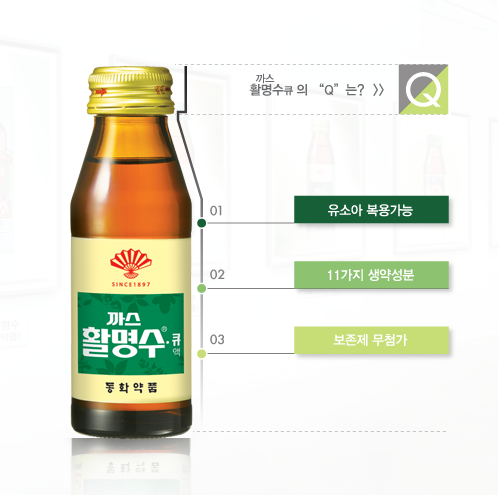 까스
활명수큐 의 “Q” 는? 》
Q
01
유소아 복용가능
02
11가지 생약성분
03
보존제 무첨가
SINCE1897
까스
활명수®·큐
액
동화약품